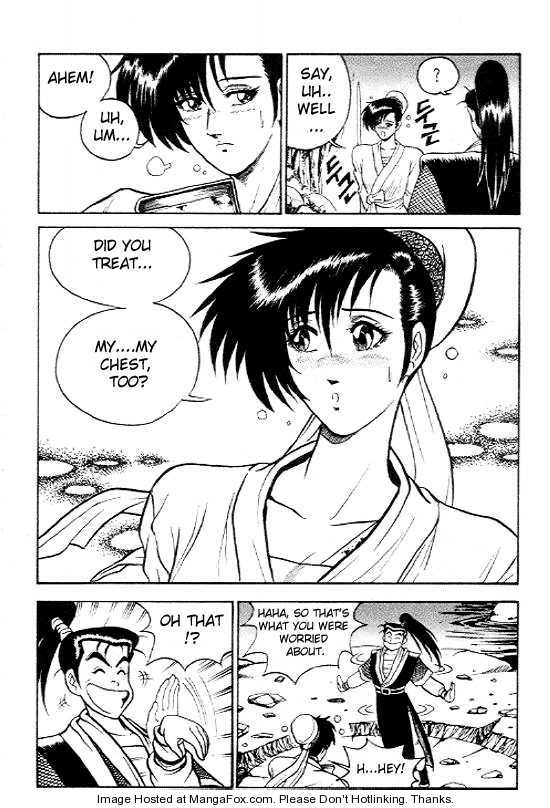 AHEM!
UH,
UM...
SAY,
UH..
WELL
...
?
두근
두근
DID YOU
TREAT...
MY....MY
CHEST,
TOO?
OH THAT
!?
HAHA, SO THAT'S
WHAT YOU WERE
WORRIED
ABOUT.
H...HEY!
Image Hosted at MangaFox.com. Please Don't Hotlinking. Thanks.